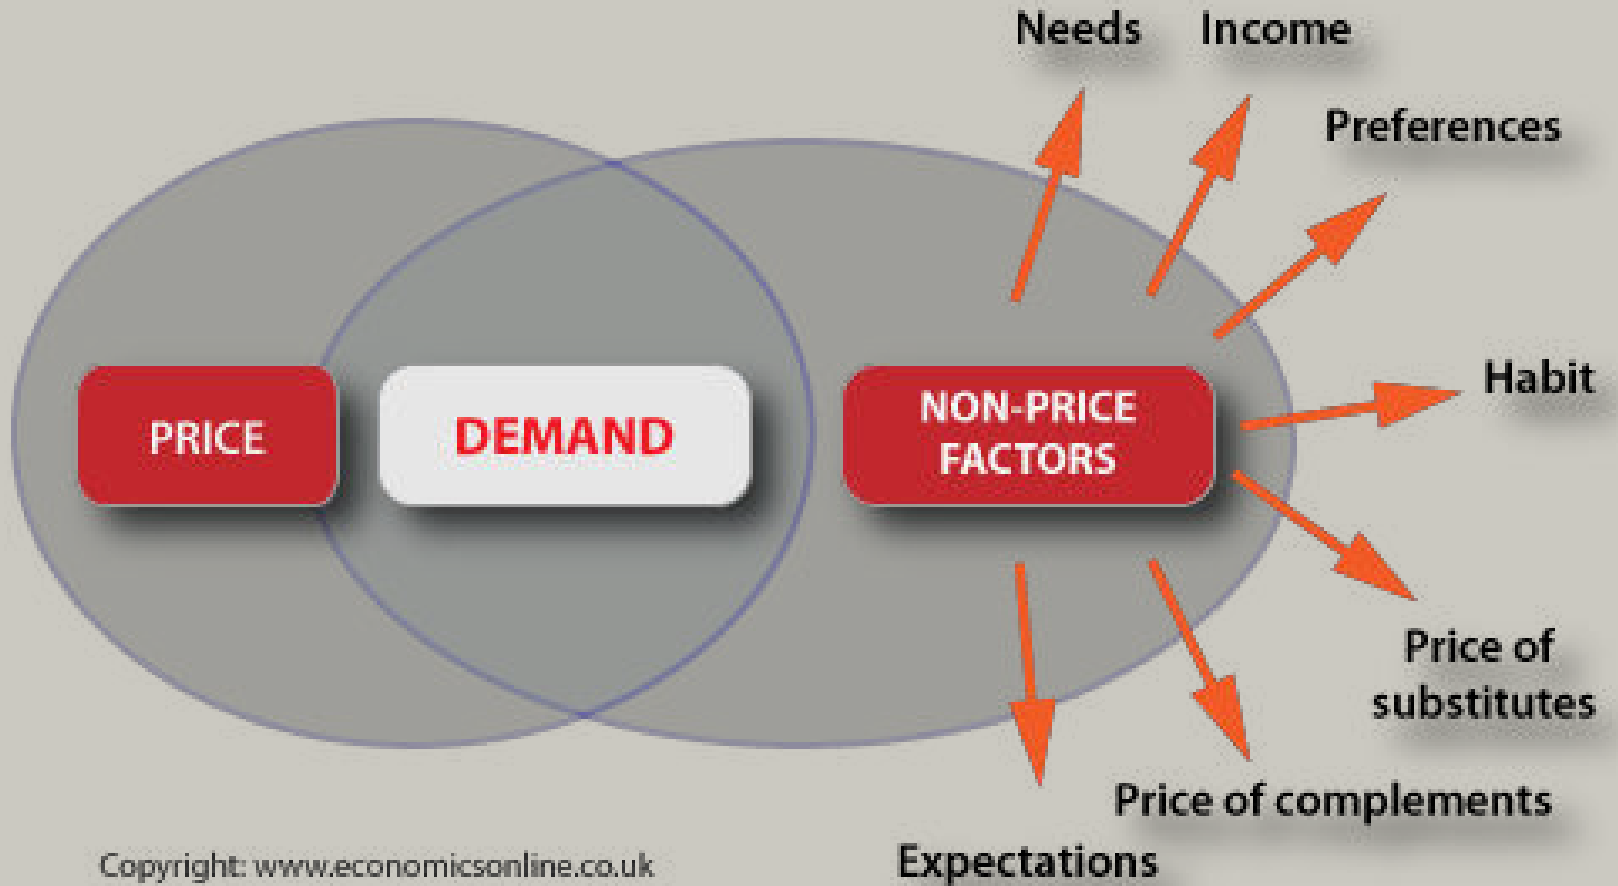 Needs
Income
Preferences
Habit
PRICE
DEMAND
NON-PRICE
FACTORS
Price of
substitutes
Price of complements
Expectations
Copyright: www.economicsonline.co.uk